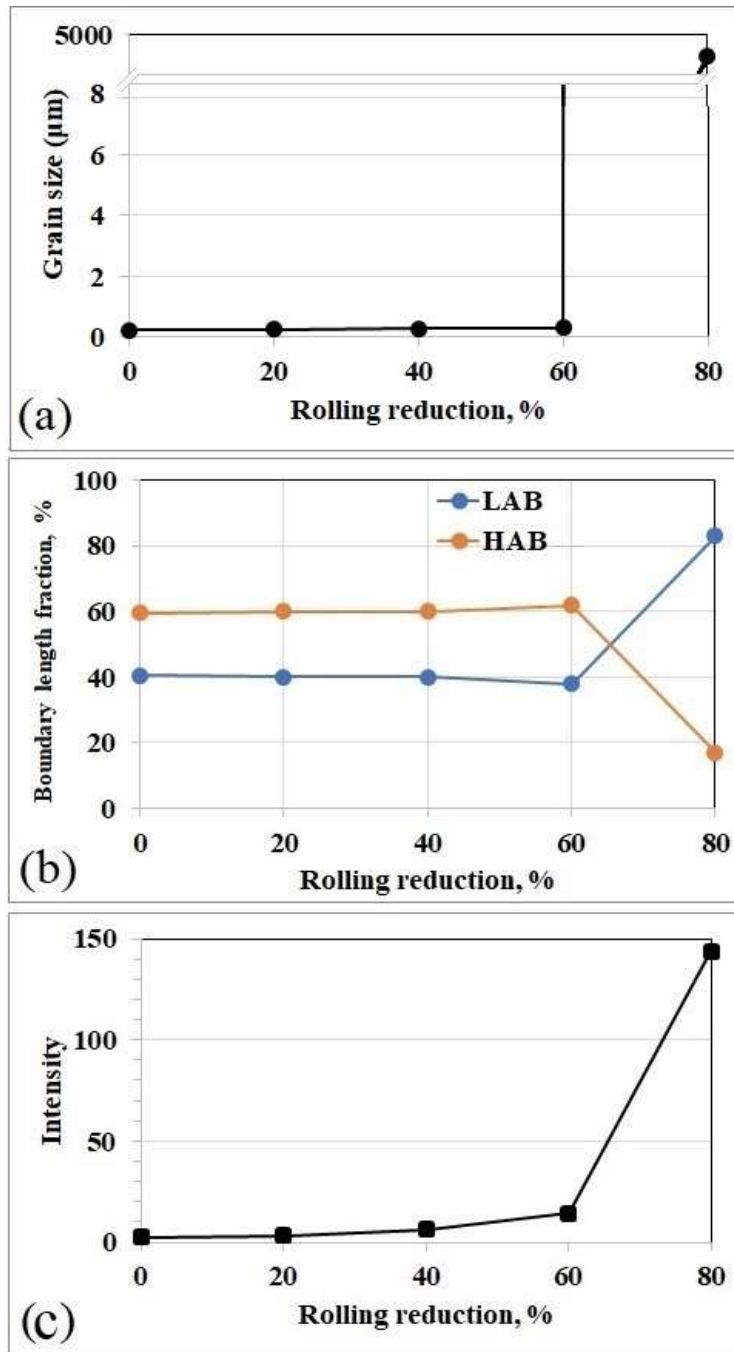 5000
8
6
4
2
0
Grain size (μm)
0 20 40 60 80
Rolling reduction, %
(a)
100
80
60
40
20
0
Boundary length fraction, %
LAB
HAB
0 20 40 60 80
Rolling reduction, %
(b)
150
100
50
0
Intensity
0 20 40 60 80
Rolling reduction, %
(c)